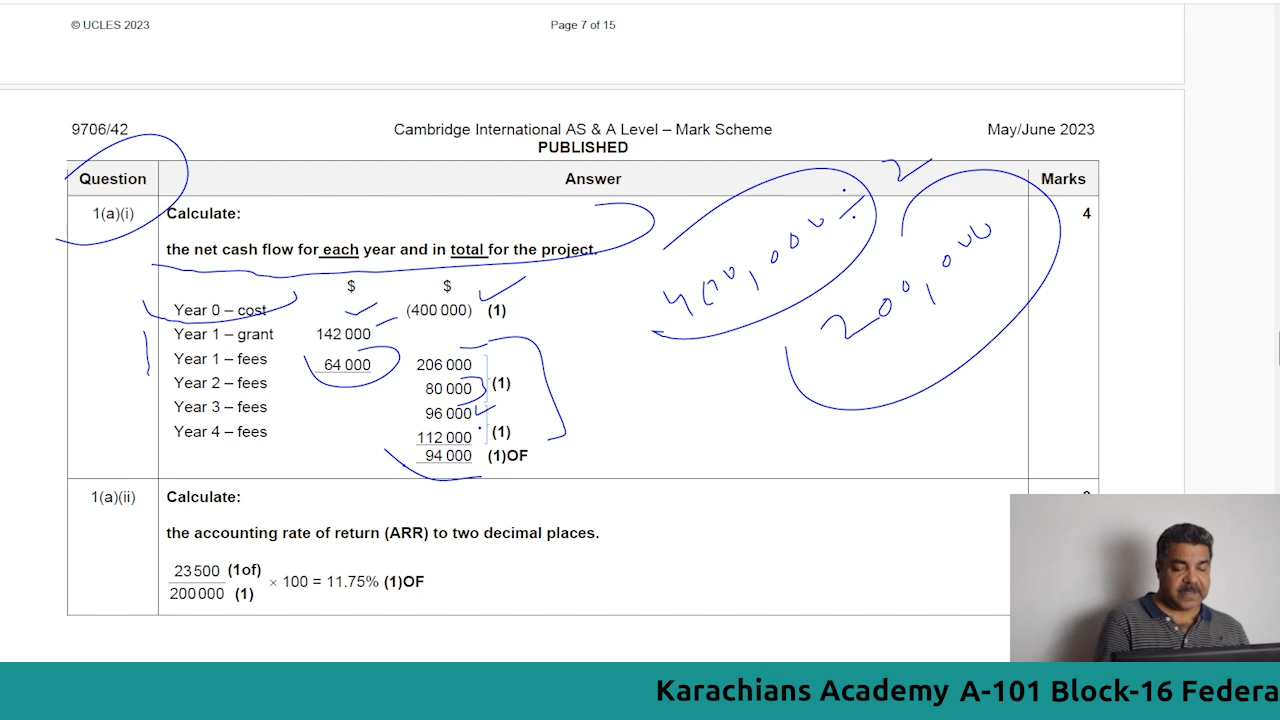 © UCLES 2023 Page 7 of 15
9706/42 Cambridge International AS & A Level – Mark Scheme May/June 2023
PUBLISHED
Question Answer Marks
1(a)(i) Calculate: 4
the net cash flow for each year and in total for the project.
$ $
Year 0 – cost (400 000) (1)
Year 1 – grant 142 000
Year 1 – fees 64 000 206 000
Year 2 – fees 80 000 (1)
Year 3 – fees 96 000
Year 4 – fees 112 000 (1)
94 000 (1)OF
400,000 ÷ 2
200,000
1(a)(ii) Calculate:
the accounting rate of return (ARR) to two decimal places.
23 500 (1of)
× 100 = 11.75% (1)OF
200 000 (1)
Karachians Academy A-101 Block-16 Federa